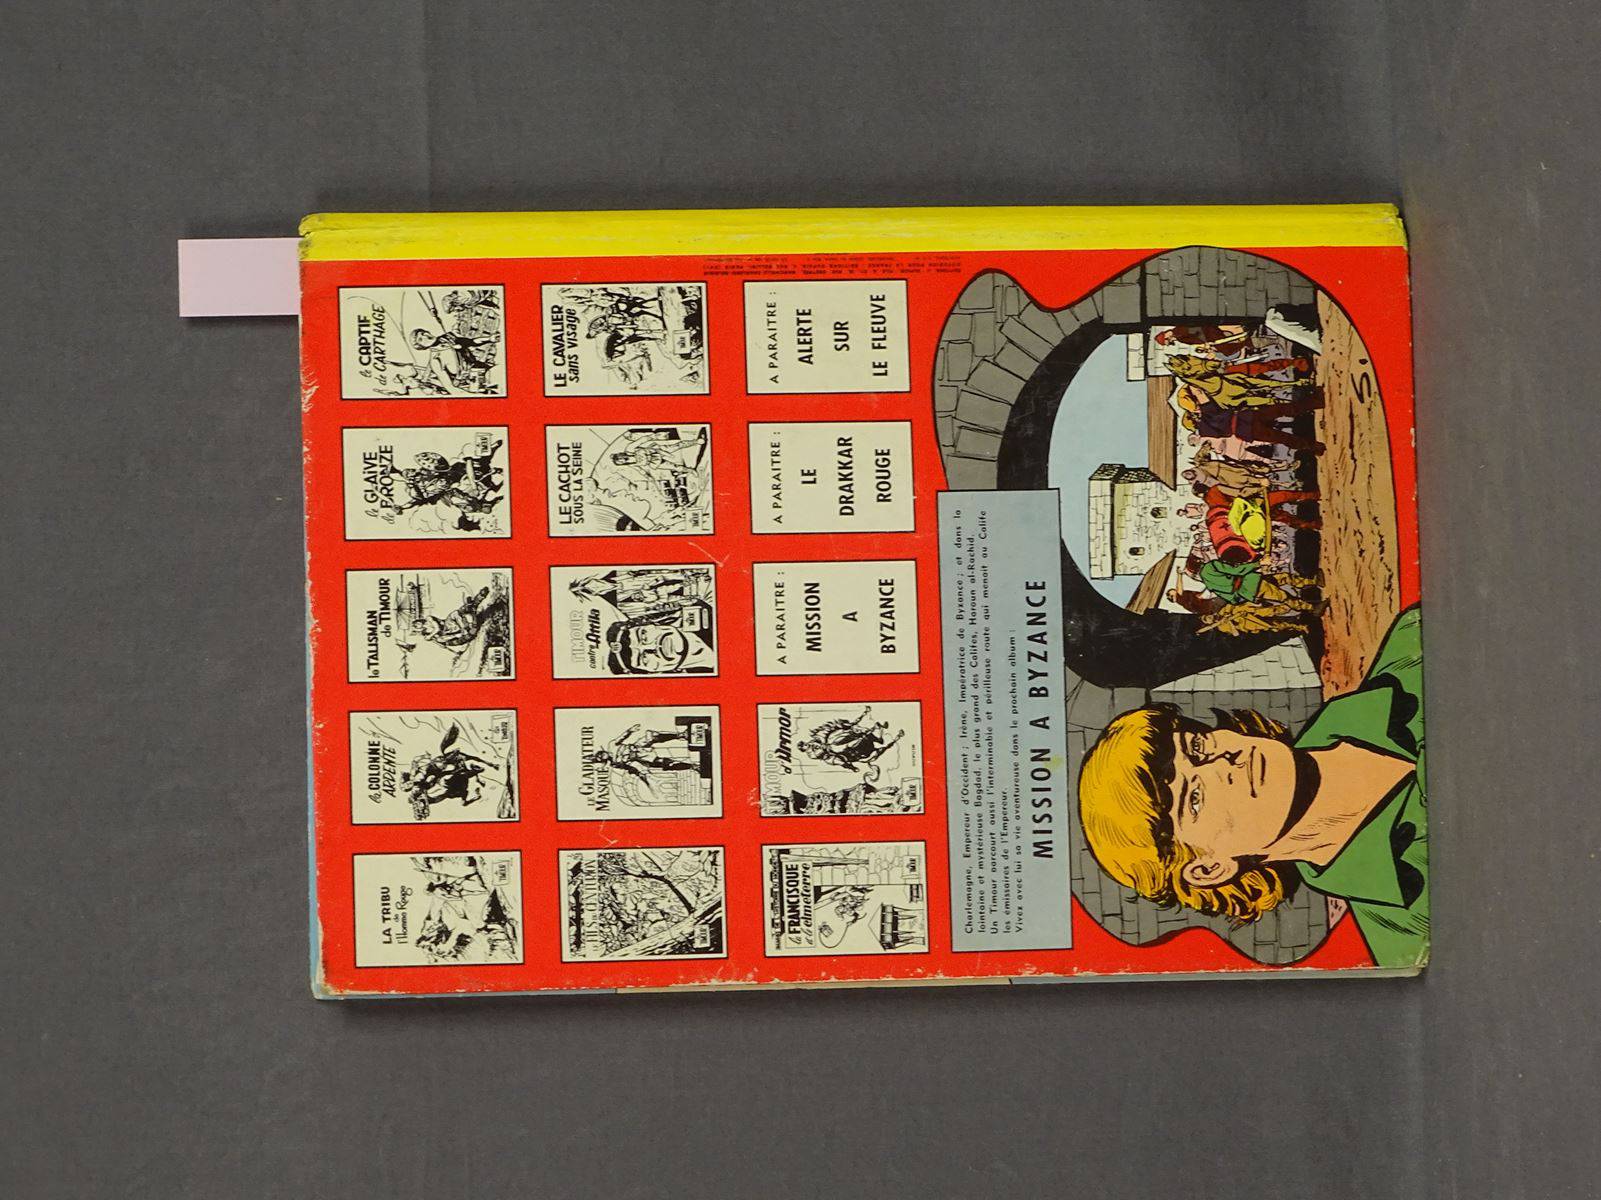 LA TRIBU
de
l'Homme Rouge
la COLONNE
ARDENTE
le TALISMAN
de TIMOUR
le GLAIVE
de BRONZE
le CAPTIF
de CARTHAGE
le FILS du CENTURION
LE GLADIATEUR
MASQUÉ
TIMOUR
contre Attila
LE CACHOT
SOUS LA SEINE
LE CAVALIER
sans visage
la FRANCISQUE
et le cimeterre
TIMOUR
d'Armor
A PARAITRE :
MISSION
A
BYZANCE
A PARAITRE :
LE
DRAKKAR
ROUGE
A PARAITRE :
ALERTE
SUR
LE FLEUVE
Charlemagne, Empereur d'Occident ; Irène, Impératrice de Byzance ; et dans la
lointaine et mystérieuse Bagdad, le plus grand des Califes, Haroun al-Rachid.
Un Timour parcourt aussi l'interminable et périlleuse route qui menait au Calife
les émissaires de l'Empereur.
Vivez avec lui sa vie aventureuse dans le prochain album :
MISSION A BYZANCE